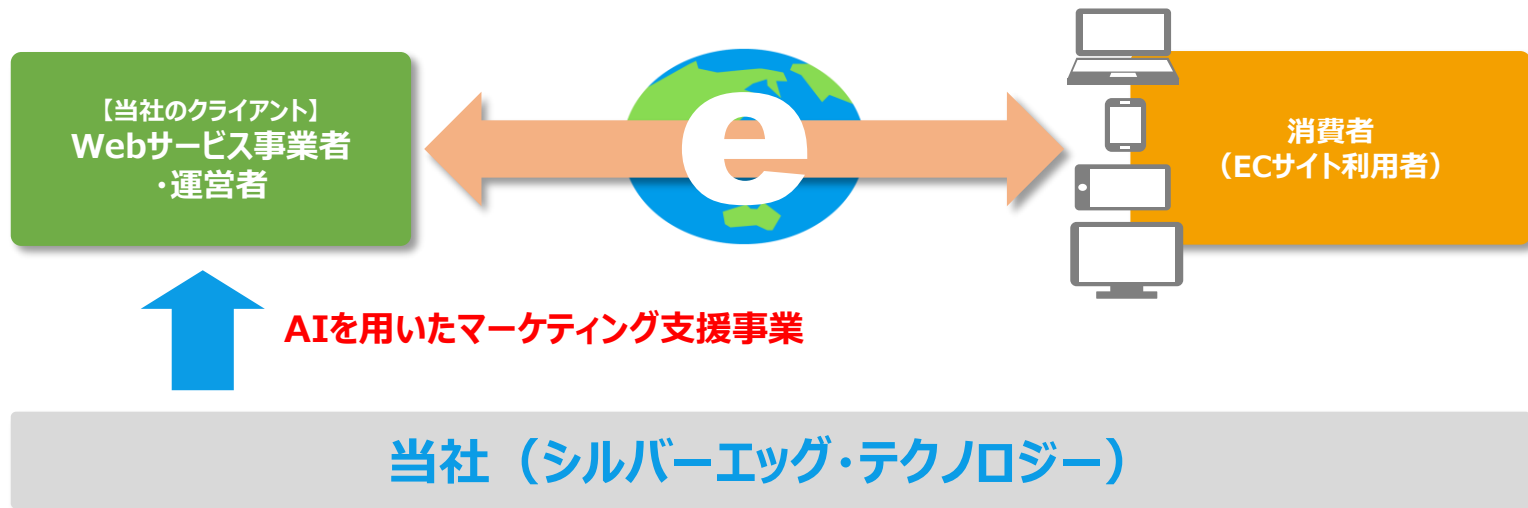 【当社のクライアント】
Webサービス事業者
・運営者
e
消費者
（ECサイト利用者）
AIを用いたマーケティング支援事業
当社（シルバーエッグ・テクノロジー）